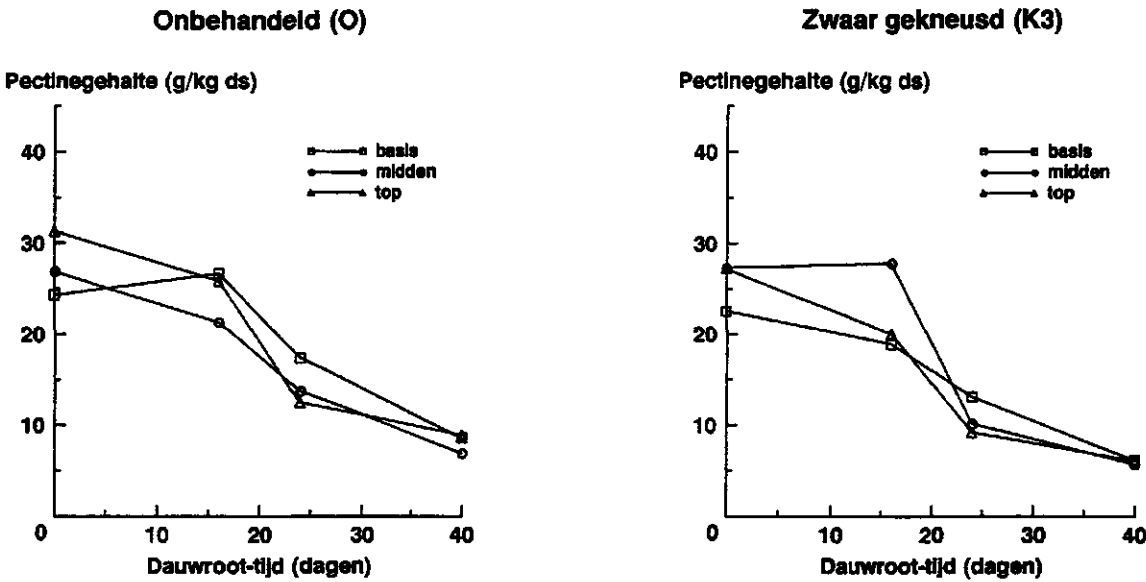 Onbehandeld (O)
Pectinegehalte (g/kg ds)
40
30
20
10
0
10
20
30
40
basis
midden
top
Dauwroot-tijd (dagen)
Zwaar gekneusd (K3)
Pectinegehalte (g/kg ds)
40
30
20
10
0
10
20
30
40
basis
midden
top
Dauwroot-tijd (dagen)